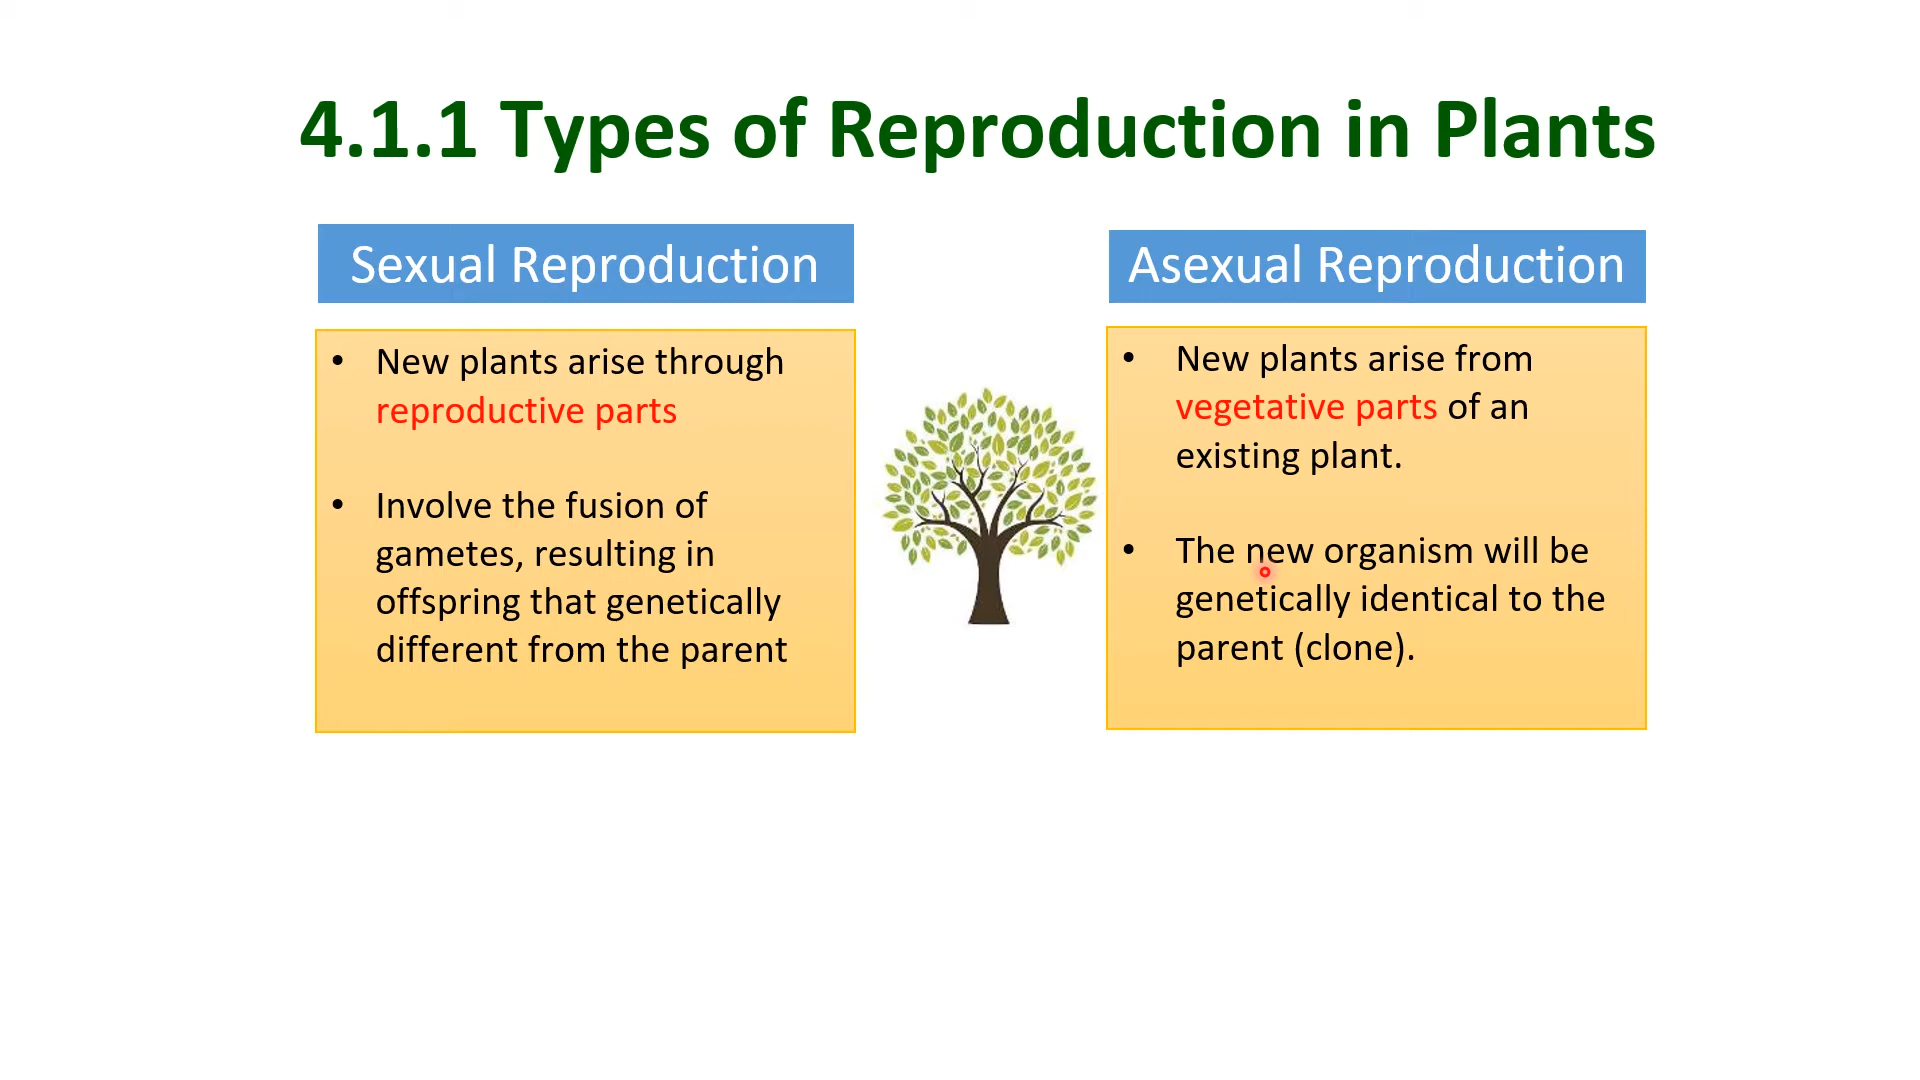 4.1.1 Types of Reproduction in Plants
Sexual Reproduction
• New plants arise through
reproductive parts
• Involve the fusion of
gametes, resulting in
offspring that genetically
different from the parent
Asexual Reproduction
• New plants arise from
vegetative parts of an
existing plant.
• The new organism will be
genetically identical to the
parent (clone).